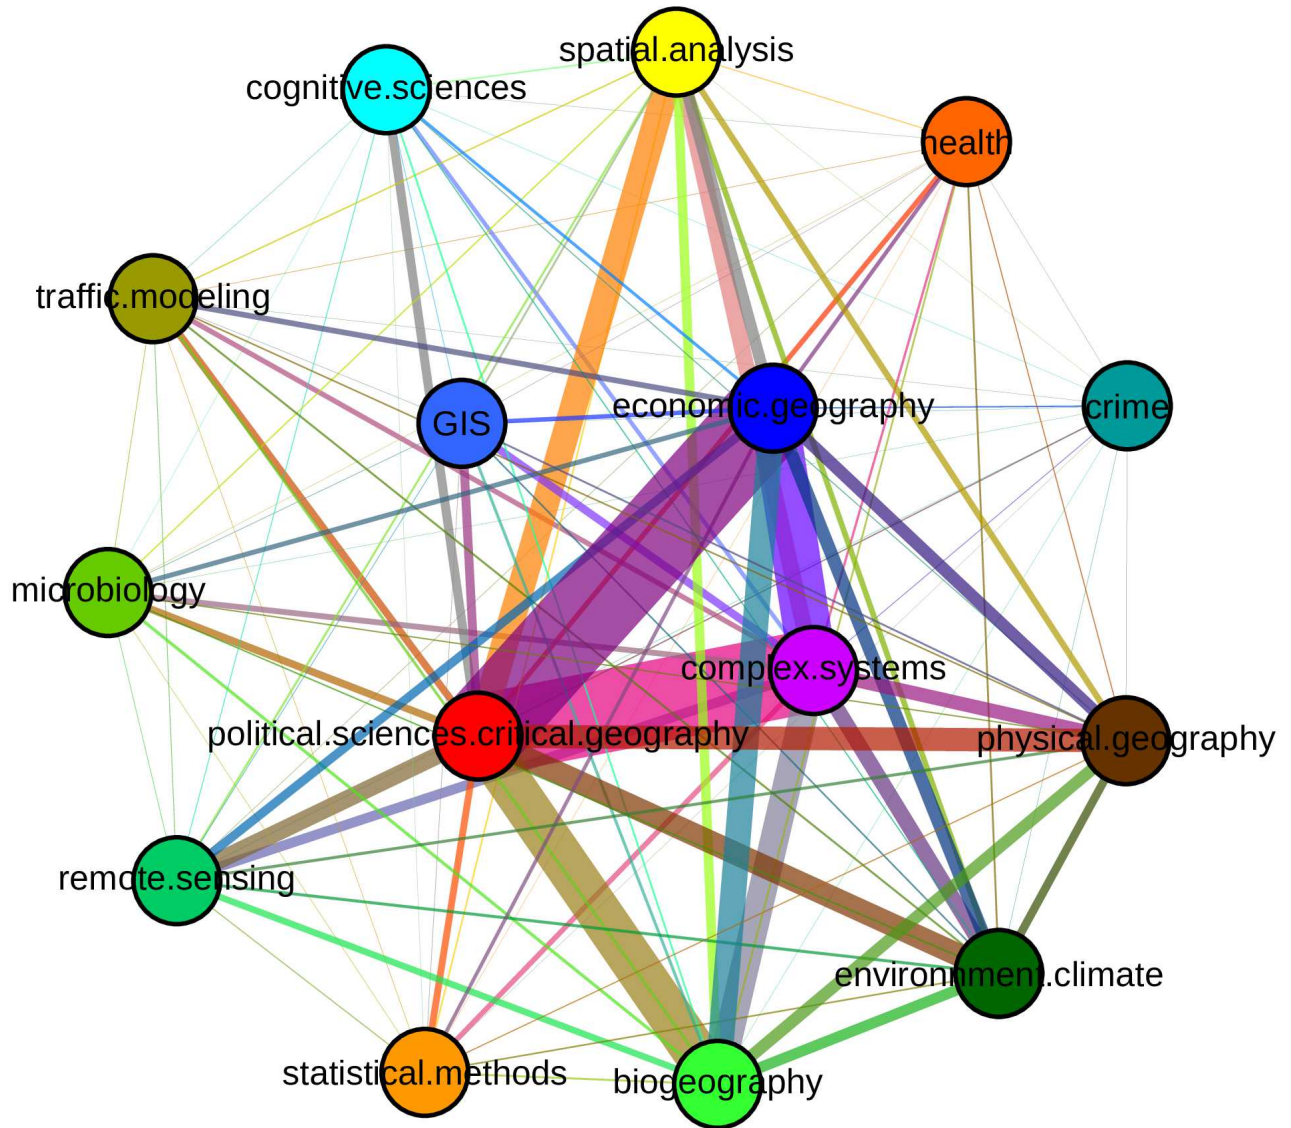 spatial.analysis
cognitive.sciences
health
traffic.modeling
economic.geography
crime
GIS
microbiology
complex.systems
political.sciences.critical.geography
physical.geography
remote.sensing
environnment.climate
statistical.methods
biogeography